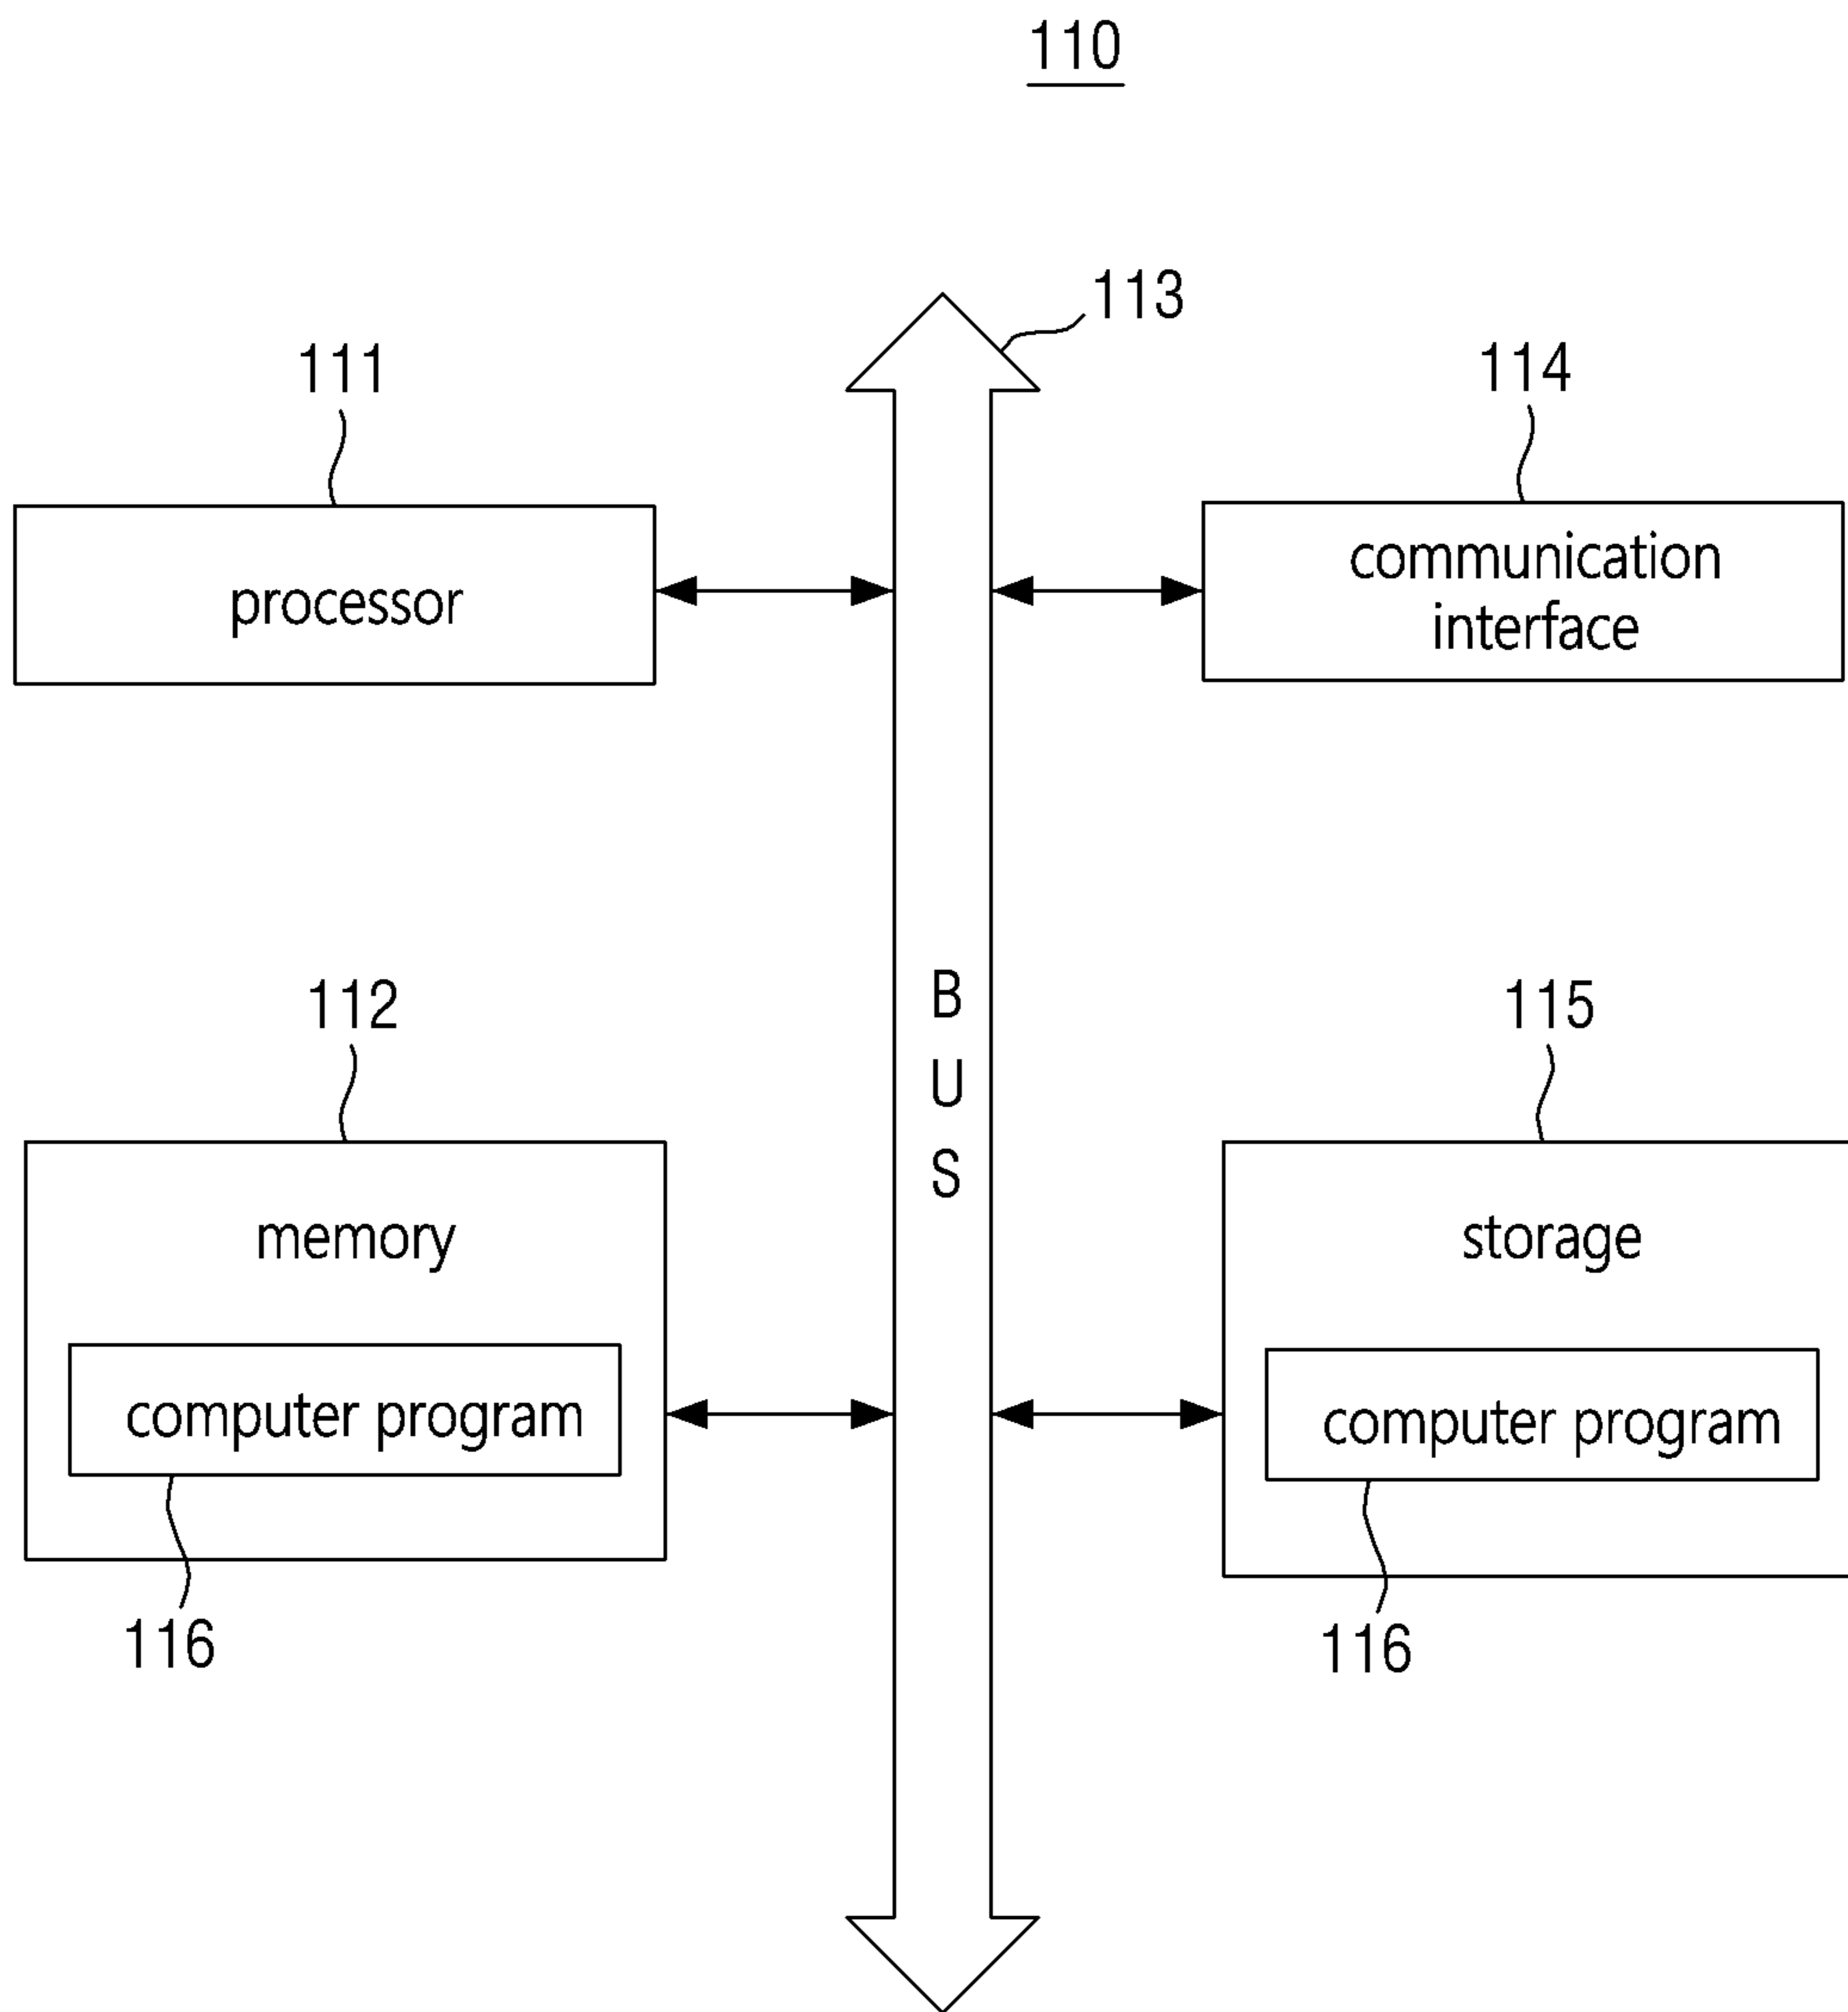 110
113
111
114
processor
communication
interface
112
B
U
S
115
memory
storage
computer program
computer program
116
116